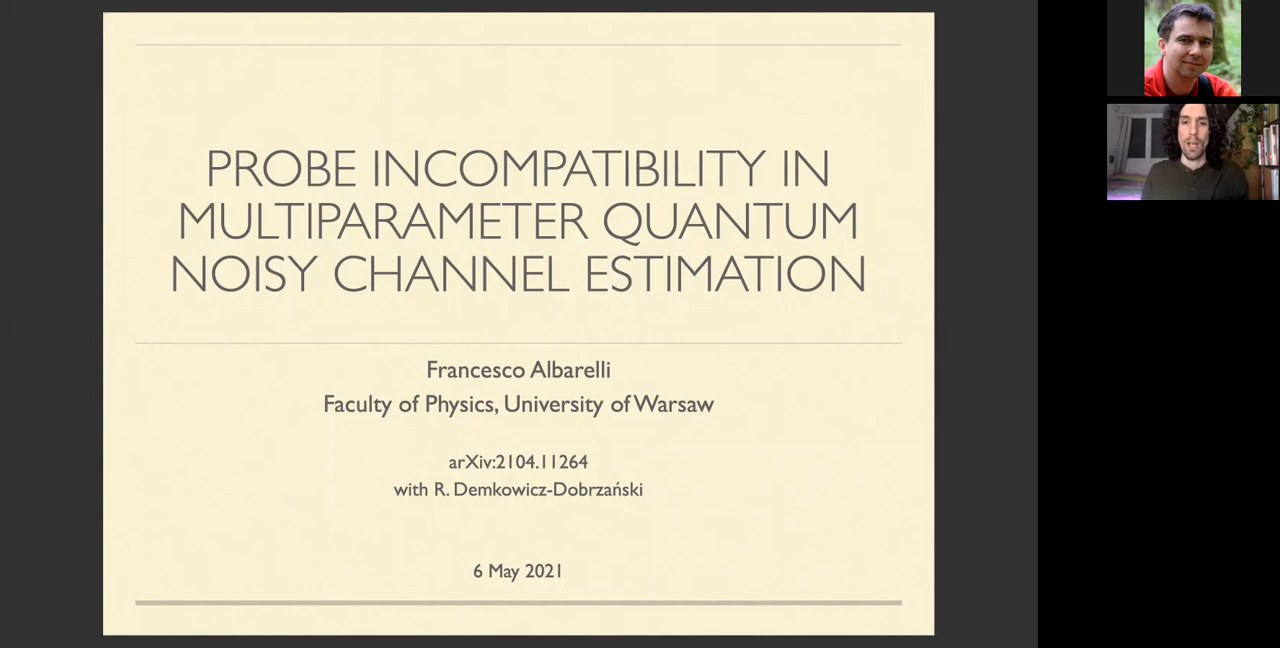 PROBE INCOMPATIBILITY IN
MULTIPARAMETER QUANTUM
NOISY CHANNEL ESTIMATION
Francesco Albarelli
Faculty of Physics, University of Warsaw
arXiv:2104.11264
with R. Demkowicz-Dobrzański
6 May 2021